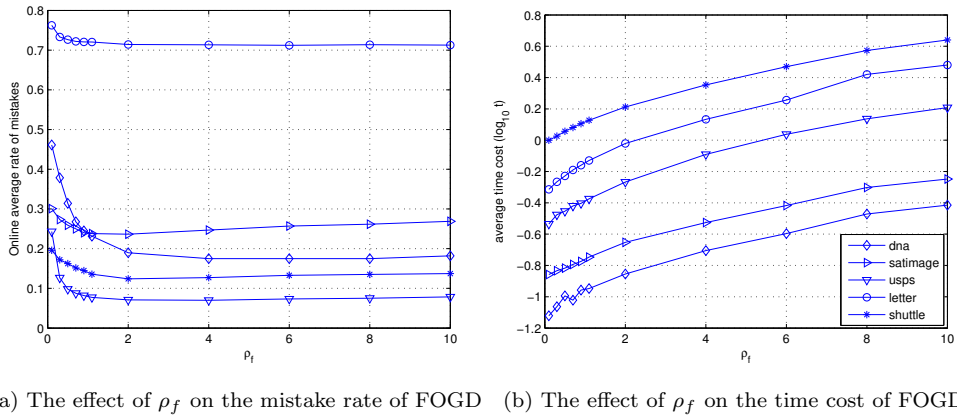 0.8
0.7
0.6
0.5
0.4
0.3
0.2
0.1
0
0 2 4 6 8 10
Online average rate of mistakes
ρf
0.8
0.6
0.4
0.2
0
−0.2
−0.4
−0.6
−0.8
−1
−1.2
0 2 4 6 8 10
average time cost (log10 t)
ρf
dna
satimage
usps
letter
shuttle
a) The effect of ρf on the mistake rate of FOGD
(b) The effect of ρf on the time cost of FOGD